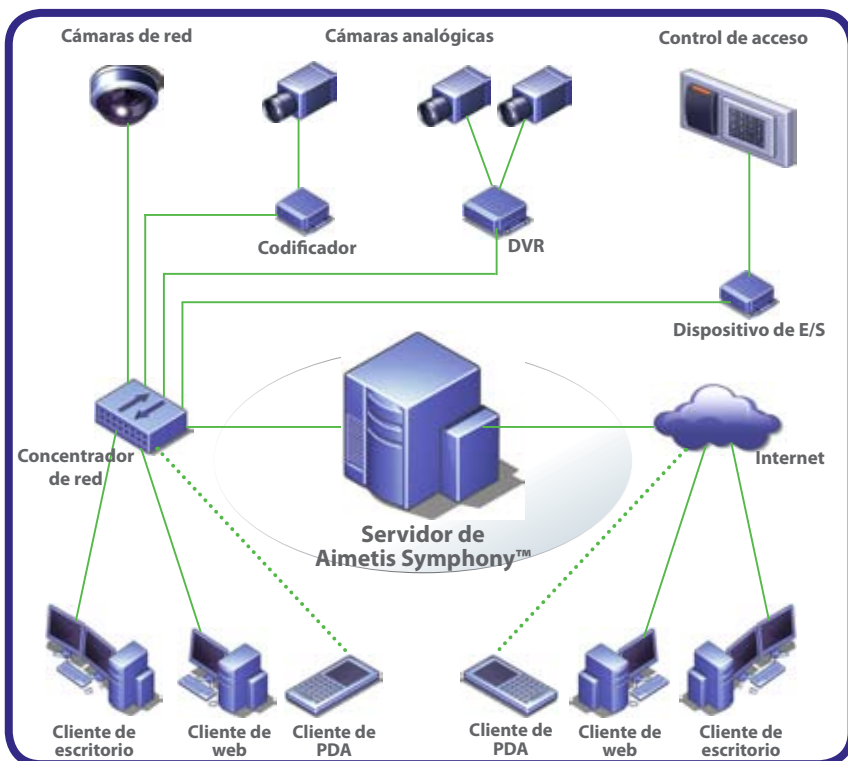 Cámaras de red
Cámaras analógicas
Control de acceso
Codificador
DVR
Dispositivo de E/S
Concentrador
de red
Internet
Servidor de
Aimetis Symphony™
Cliente de
escritorio
Cliente de
web
Cliente de
PDA
Cliente de
PDA
Cliente de
web
Cliente de
escritorio